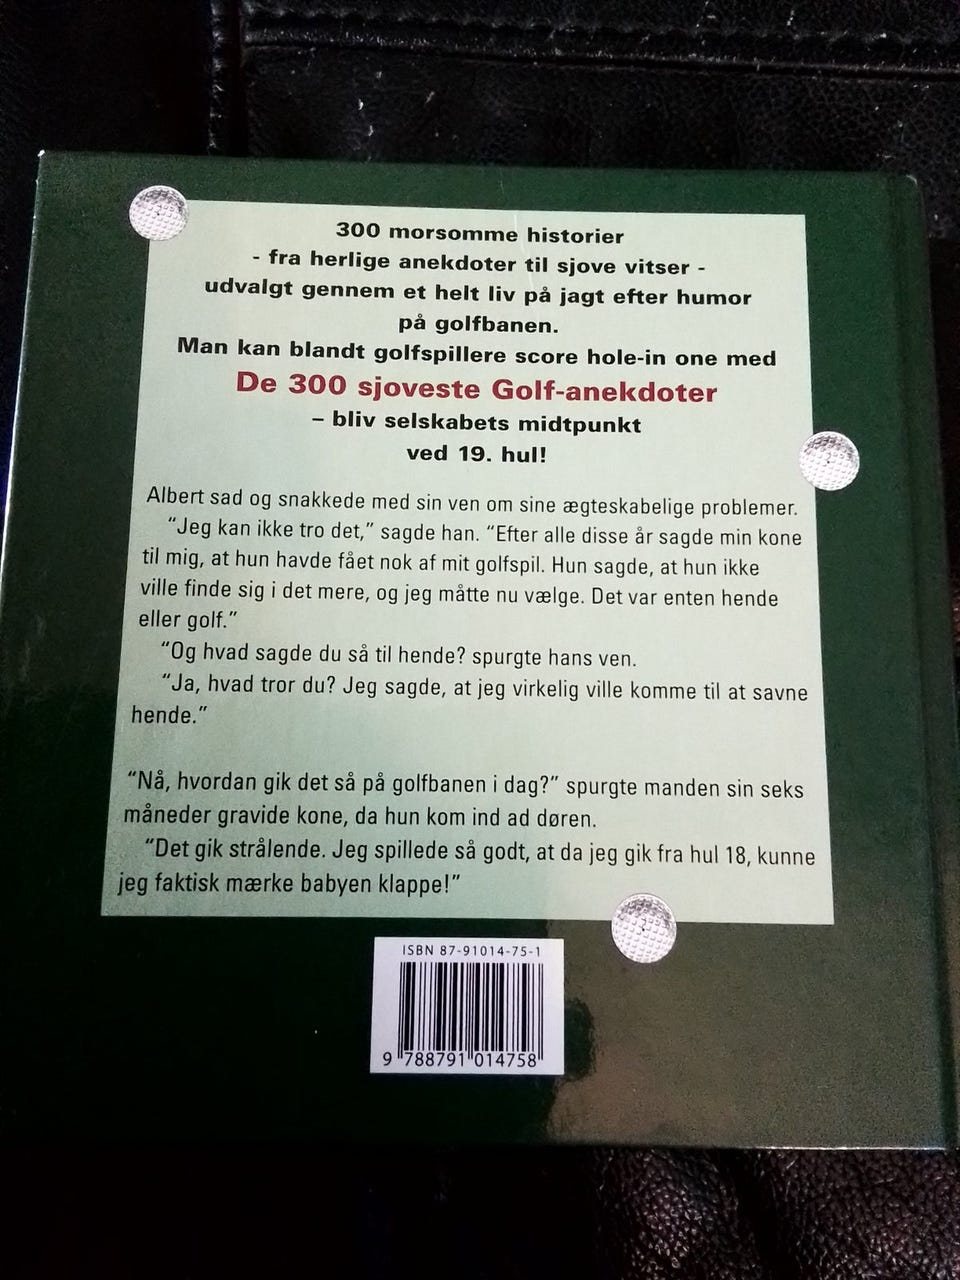 300 morsomme historier
- fra herlige anekdoter til sjove vitser -
udvalgt gennem et helt liv på jagt efter humor
på golfbanen.
Man kan blandt golfspillere score hole-in one med
De 300 sjoveste Golf-anekdoter
– bliv selskabets midtpunkt
ved 19. hul!
Albert sad og snakkede med sin ven om sine ægteskabelige problemer.
“Jeg kan ikke tro det,” sagde han. “Efter alle disse år sagde min kone
til mig, at hun havde fået nok af mit golfspil. Hun sagde, at hun ikke
ville finde sig i det mere, og jeg måtte nu vælge. Det var enten hende
eller golf.”
“Og hvad sagde du så til hende? spurgte hans ven.
“Ja, hvad tror du? Jeg sagde, at jeg virkelig ville komme til at savne
hende.”
“Nå, hvordan gik det så på golfbanen i dag?” spurgte manden sin seks
måneder gravide kone, da hun kom ind ad døren.
“Det gik strålende. Jeg spillede så godt, at da jeg gik fra hul 18, kunne
jeg faktisk mærke babyen klappe!”
ISBN 87-91014-75-1
9 788791 014758